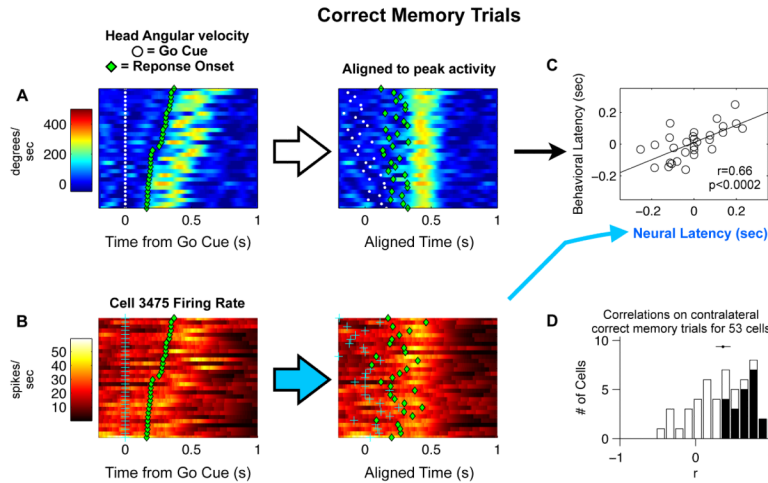 Correct Memory Trials
Head Angular velocity
= Go Cue
= Reponse Onset
Aligned to peak activity
A
degrees/
sec
400
200
0
0
0.5
1
Time from Go Cue (s)
0
0.5
1
Aligned Time (s)
C
Behavioral Latency (sec)
0.2
0
-0.2
r=0.66
p<0.0002
-0.2
0
0.2
Neural Latency (sec)
B
Cell 3475 Firing Rate
spikes/
sec
50
40
30
20
10
0
0.5
1
Time from Go Cue (s)
0
0.5
1
Aligned Time (s)
D
Correlations on contralateral
correct memory trials for 53 cells
# of Cells
10
5
0
-1
0
r